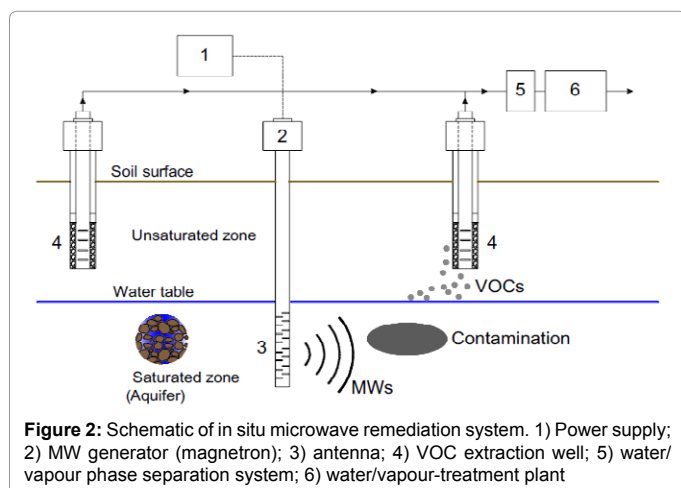 1
2
5
6
Soil surface
4
Unsaturated zone
4
VOCs
Water table
3
Contamination
Saturated zone
(Aquifer)
MWs
Figure 2: Schematic of in situ microwave remediation system. 1) Power supply;
2) MW generator (magnetron); 3) antenna; 4) VOC extraction well; 5) water/
vapour phase separation system; 6) water/vapour-treatment plant